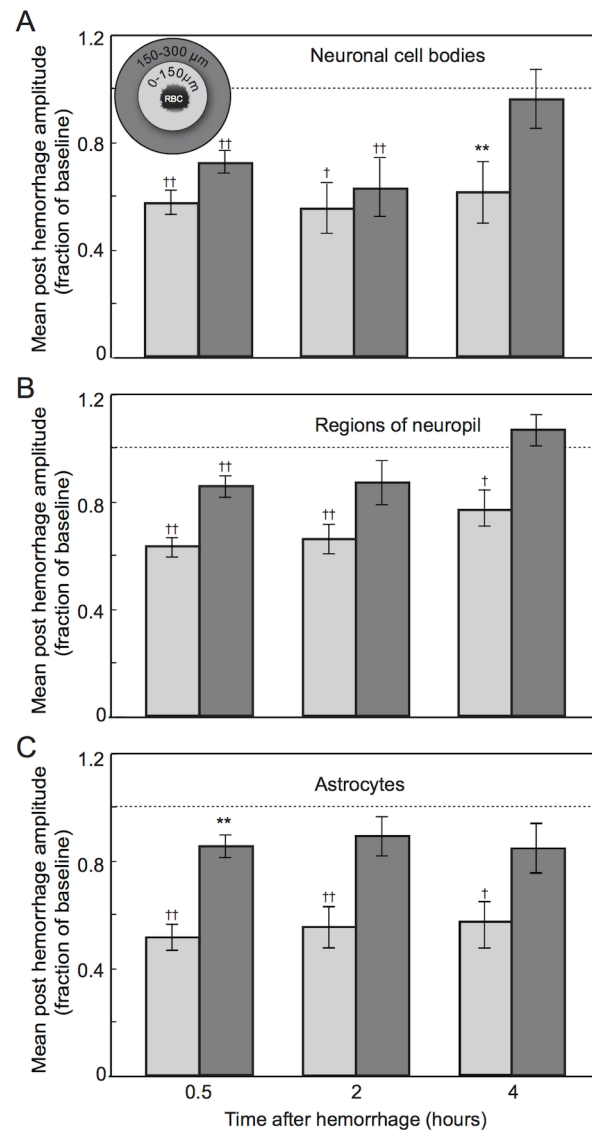 A
1.2
Neuronal cell bodies
150-300 µm
0-150µm
RBC
0.8
††
††
†
††
**
0.4
0
Mean post hemorrhage amplitude
(fraction of baseline)
B
1.2
Regions of neuropil
0.8
††
††
††
†
0.4
0
Mean post hemorrhage amplitude
(fraction of baseline)
C
1.2
Astrocytes
0.8
††
**
††
†
0.4
0
Mean post hemorrhage amplitude
(fraction of baseline)
0.5 2 4
Time after hemorrhage (hours)